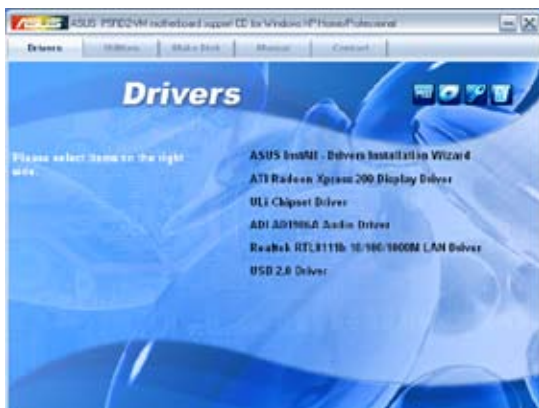 ASUS P5RD2-VM motherboard support CD for Windows XP Home/Professional
Drivers Utilities Make Disk Manual Contact
Drivers
Please select items on the right side.
ASUS InstAll - Drivers Installation Wizard
ATI Radeon Xpress 200 Display Driver
ULi Chipset Driver
ADI AD1986A Audio Driver
Realtek RTL8111b 10/100/1000M LAN Driver
USB 2.0 Driver